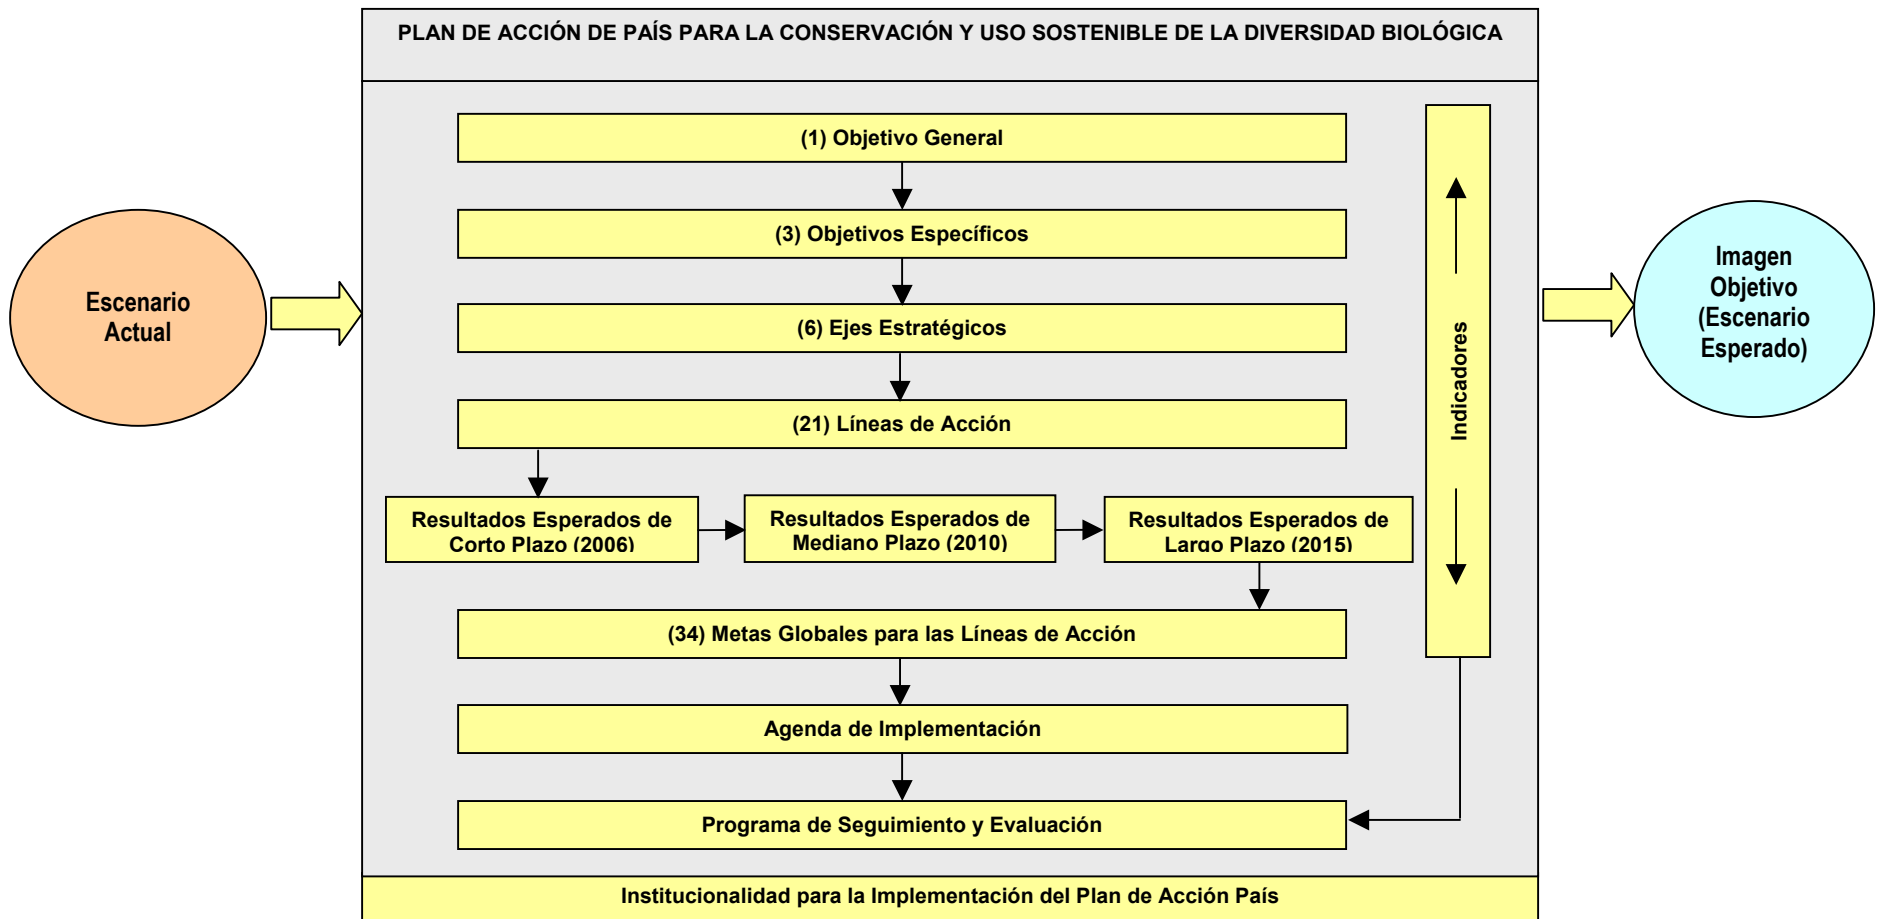 PLAN DE ACCIÓN DE PAÍS PARA LA CONSERVACIÓN Y USO SOSTENIBLE DE LA DIVERSIDAD BIOLÓGICA
Escenario
Actual
(1) Objetivo General
(3) Objetivos Específicos
(6) Ejes Estratégicos
(21) Líneas de Acción
Resultados Esperados de
Corto Plazo (2006)
Resultados Esperados de
Mediano Plazo (2010)
Resultados Esperados de
Largo Plazo (2015)
(34) Metas Globales para las Líneas de Acción
Agenda de Implementación
Programa de Seguimiento y Evaluación
Indicadores
Institucionalidad para la Implementación del Plan de Acción País
Imagen
Objetivo
(Escenario
Esperado)